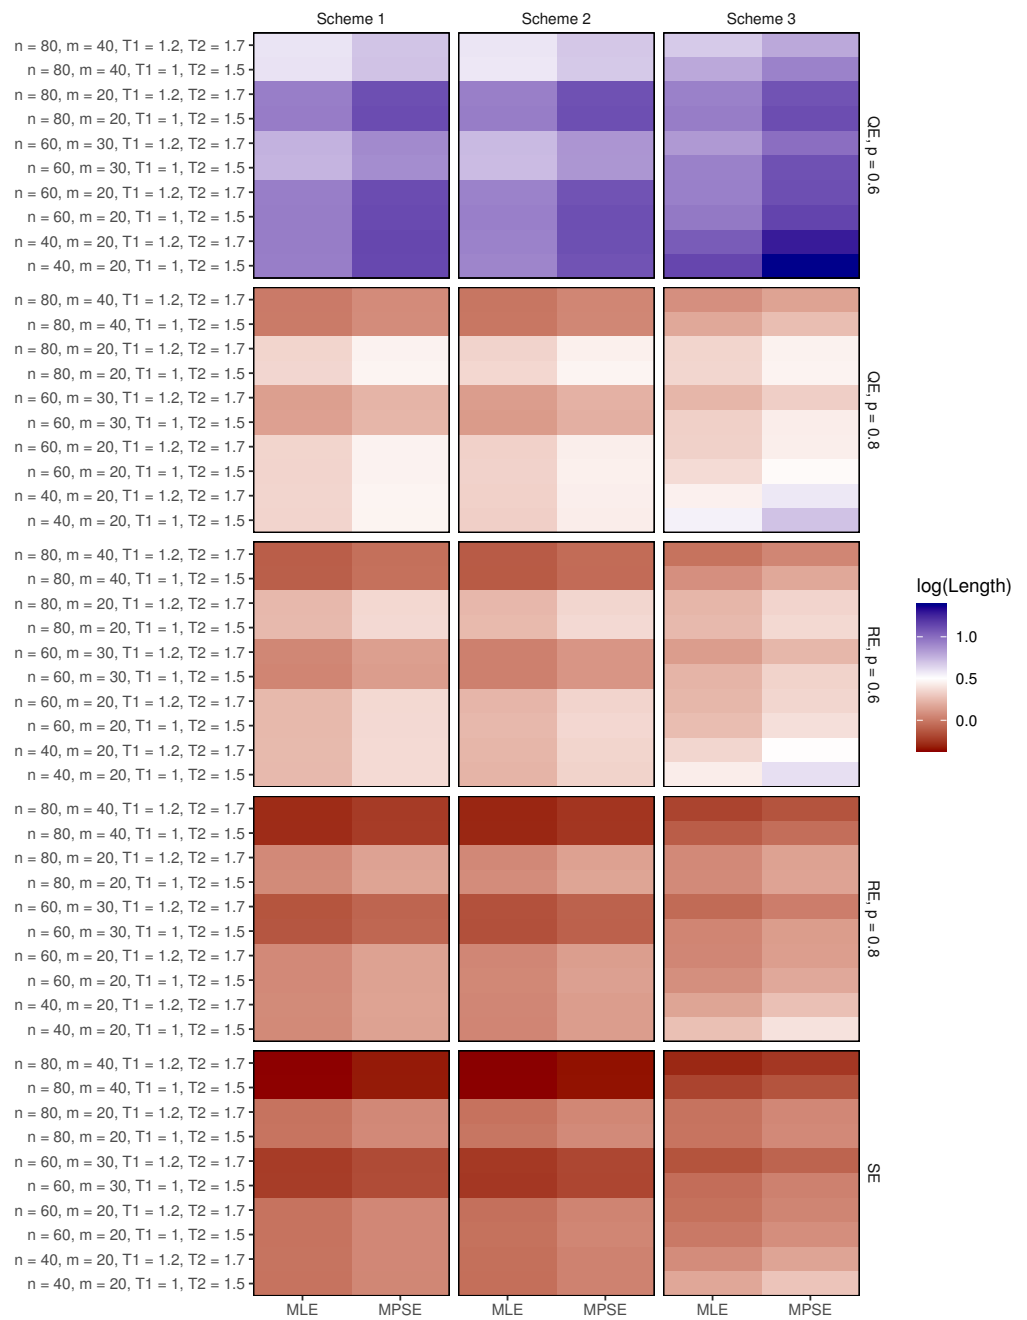 Scheme 1
Scheme 2
Scheme 3
n = 80, m = 40, T1 = 1.2, T2 = 1.7
n = 80, m = 40, T1 = 1, T2 = 1.5
n = 80, m = 20, T1 = 1.2, T2 = 1.7
n = 80, m = 20, T1 = 1, T2 = 1.5
n = 60, m = 30, T1 = 1.2, T2 = 1.7
n = 60, m = 30, T1 = 1, T2 = 1.5
n = 60, m = 20, T1 = 1.2, T2 = 1.7
n = 60, m = 20, T1 = 1, T2 = 1.5
n = 40, m = 20, T1 = 1.2, T2 = 1.7
n = 40, m = 20, T1 = 1, T2 = 1.5
QE, p = 0.6
n = 80, m = 40, T1 = 1.2, T2 = 1.7
n = 80, m = 40, T1 = 1, T2 = 1.5
n = 80, m = 20, T1 = 1.2, T2 = 1.7
n = 80, m = 20, T1 = 1, T2 = 1.5
n = 60, m = 30, T1 = 1.2, T2 = 1.7
n = 60, m = 30, T1 = 1, T2 = 1.5
n = 60, m = 20, T1 = 1.2, T2 = 1.7
n = 60, m = 20, T1 = 1, T2 = 1.5
n = 40, m = 20, T1 = 1.2, T2 = 1.7
n = 40, m = 20, T1 = 1, T2 = 1.5
QE, p = 0.8
n = 80, m = 40, T1 = 1.2, T2 = 1.7
n = 80, m = 40, T1 = 1, T2 = 1.5
n = 80, m = 20, T1 = 1.2, T2 = 1.7
n = 80, m = 20, T1 = 1, T2 = 1.5
n = 60, m = 30, T1 = 1.2, T2 = 1.7
n = 60, m = 30, T1 = 1, T2 = 1.5
n = 60, m = 20, T1 = 1.2, T2 = 1.7
n = 60, m = 20, T1 = 1, T2 = 1.5
n = 40, m = 20, T1 = 1.2, T2 = 1.7
n = 40, m = 20, T1 = 1, T2 = 1.5
RE, p = 0.6
n = 80, m = 40, T1 = 1.2, T2 = 1.7
n = 80, m = 40, T1 = 1, T2 = 1.5
n = 80, m = 20, T1 = 1.2, T2 = 1.7
n = 80, m = 20, T1 = 1, T2 = 1.5
n = 60, m = 30, T1 = 1.2, T2 = 1.7
n = 60, m = 30, T1 = 1, T2 = 1.5
n = 60, m = 20, T1 = 1.2, T2 = 1.7
n = 60, m = 20, T1 = 1, T2 = 1.5
n = 40, m = 20, T1 = 1.2, T2 = 1.7
n = 40, m = 20, T1 = 1, T2 = 1.5
RE, p = 0.8
n = 80, m = 40, T1 = 1.2, T2 = 1.7
n = 80, m = 40, T1 = 1, T2 = 1.5
n = 80, m = 20, T1 = 1.2, T2 = 1.7
n = 80, m = 20, T1 = 1, T2 = 1.5
n = 60, m = 30, T1 = 1.2, T2 = 1.7
n = 60, m = 30, T1 = 1, T2 = 1.5
n = 60, m = 20, T1 = 1.2, T2 = 1.7
n = 60, m = 20, T1 = 1, T2 = 1.5
n = 40, m = 20, T1 = 1.2, T2 = 1.7
n = 40, m = 20, T1 = 1, T2 = 1.5
SE
MLE
MPSE
MLE
MPSE
MLE
MPSE
log(Length)
1.0
0.5
0.0